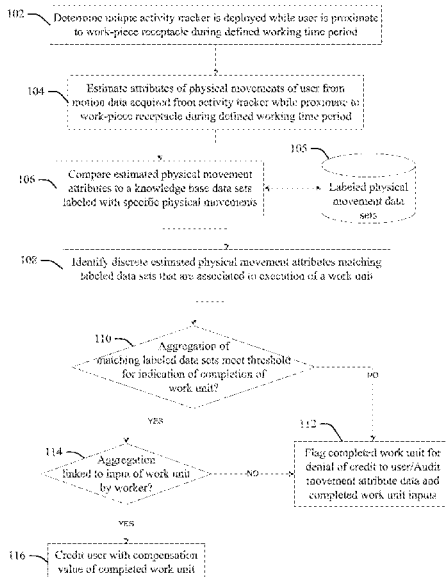 102
Determine unique activity tracker is deployed while user is proximate
to work-piece receptacle during defined working time period
104
Estimate attributes of physical movements of user from
motion data acquired from activity tracker while proximate to
work-piece receptacle during defined working time period
106
Compare estimated physical movement
attributes to a knowledge base data sets
labeled with specific physical movements
105
Labeled physical
movement data
sets
108
Identify discrete estimated physical movement attributes matching
labeled data sets that are associated to execution of a work unit
110
Aggregation of
matching labeled data sets meet threshold
for indication of completion of
work unit?
NO
YES
112
Flag completed work unit for
denial of credit to user/Audit
movement attribute data and
completed work unit inputs
114
Aggregation
linked to input of work unit
by worker?
NO
YES
116
Credit user with compensation
value of completed work unit